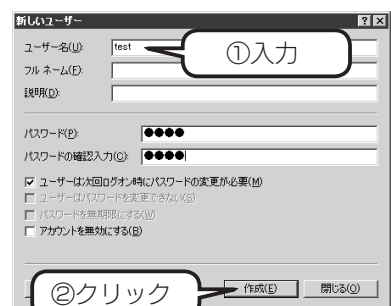 新しいユーザー
ユーザー名(U): test
①入力
フル ネーム(F):
説明(D):
パスワード(P): ●●●●
パスワードの確認入力(C): ●●●●
ユーザーは次回ログオン時にパスワードの変更が必要(M)
ユーザーはパスワードを変更できない(S)
パスワードを無期限にする(W)
アカウントを無効にする(B)
②クリック
作成(E) 閉じる(O)